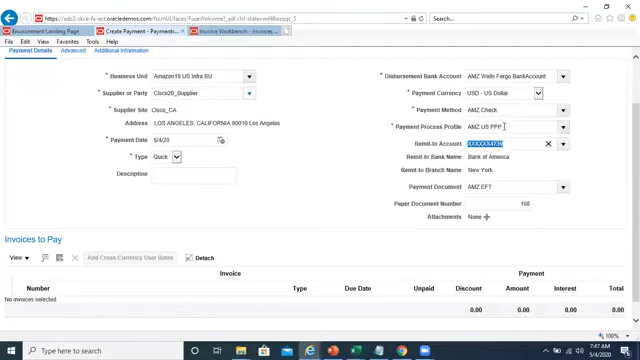 https://adc2-zkse-fa-ext.oracledemos.com/fscmUI/faces/FuseWelcome?_adf.ctrl-state=
Search...
Environment Landing Page
Create Payment - Payments...
Invoice Workbench - Invoices ...
File Edit View Favorites Tools Help
Payment Details Advanced Additional Information
* Business Unit Amazon19 US Infra EU
* Supplier or Party Cisco20_Supplier
* Supplier Site Cisco_CA
Address LOS ANGELES, CALIFORNIA 90210 Los Angeles
* Payment Date 5/4/20
* Type Quick
Description
* Disbursement Bank Account AMZ Wells Fergo BankAccount
* Payment Currency USD - US Dollar
* Payment Method AMZ Check
* Payment Process Profile AMZ US PPP
Remit-to Account XXXXXX4739
Remit-to Bank Name Bank of America
Remit-to Branch Name New York
Payment Document AMZ EFT
Paper Document Number 108
Attachments None
Invoices to Pay
View Add Cross-Currency User Rates Detach
Invoice Payment
Number Type Due Date Unpaid Discount Amount Interest Total
No invoices selected.
0.00 0.00 0.00 0.00
100%
Type here to search
7:47 AM
5/4/2020